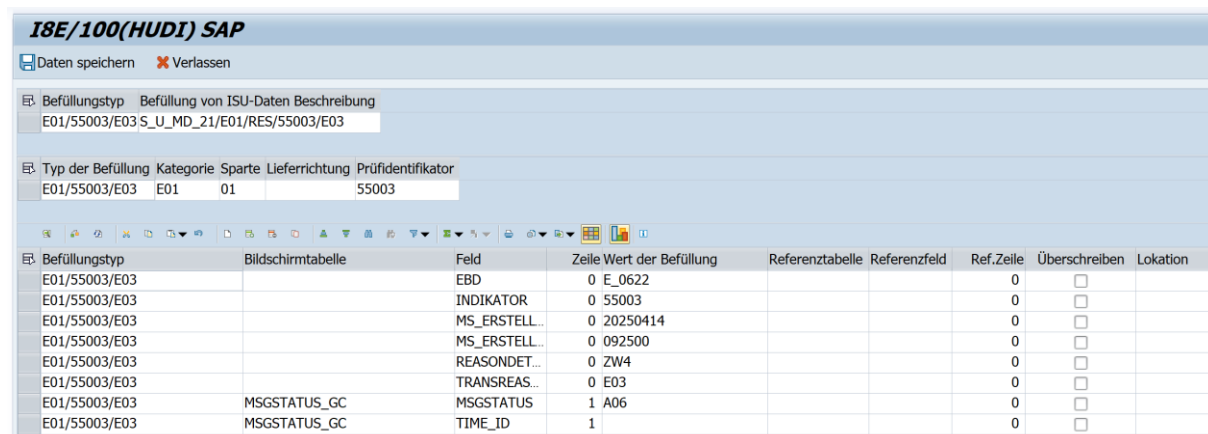 I8E/100(HUDI) SAP
Daten speichern Verlassen
Befüllungstyp Befüllung von ISU-Daten Beschreibung
E01/55003/E03 S_U_MD_21/E01/RES/55003/E03
Typ der Befüllung Kategorie Sparte Lieferrichtung Prüfidentifikator
E01/55003/E03 E01 01 55003
Befüllungstyp Bildschirmtabelle Feld Zeile Wert der Befüllung Referenztabelle Referenzfeld Ref.Zeile Überschreiben Lokation
E01/55003/E03 EBD 0 E_0622 0
E01/55003/E03 INDIKATOR 0 55003 0
E01/55003/E03 MS_ERSTELL... 0 20250414 0
E01/55003/E03 MS_ERSTELL... 0 092500 0
E01/55003/E03 REASONDET... 0 ZW4 0
E01/55003/E03 TRANSREAS... 0 E03 0
E01/55003/E03 MSGSTATUS_GC MSGSTATUS 1 A06 0
E01/55003/E03 MSGSTATUS_GC TIME_ID 1 0